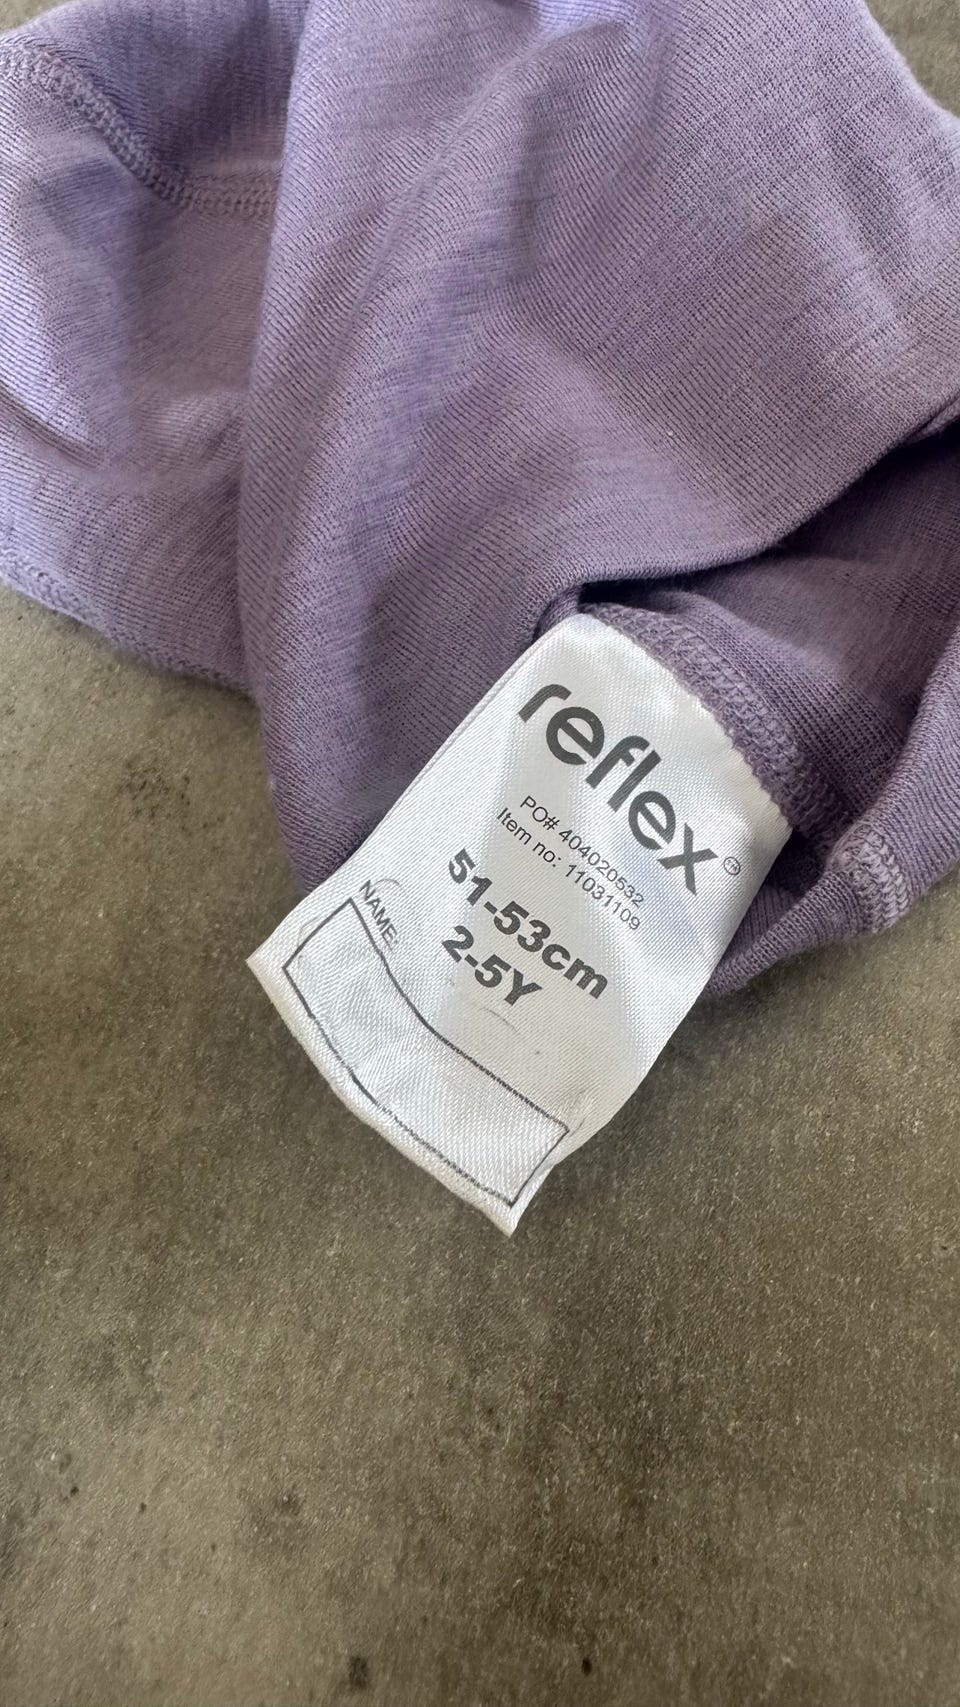 reflex®
PO# 404020532
Item no: 11031109
51-53cm
2-5Y
NAME: